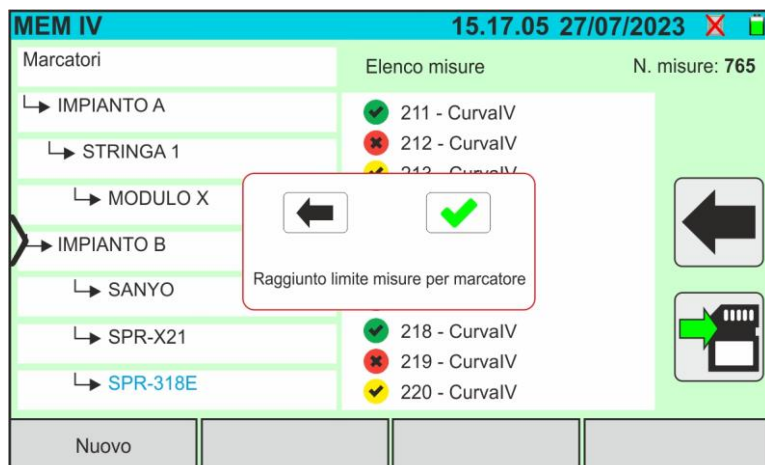 MEM IV 15.17.05 27/07/2023
Marcatori
Elenco misure N. misure: 765
IMPIANTO A
STRINGA 1
MODULO X
IMPIANTO B
SANYO
SPR-X21
SPR-318E
211 - CurvaIV
212 - CurvaIV
213 - CurvaIV
Raggiunto limite misure per marcatore
218 - CurvaIV
219 - CurvaIV
220 - CurvaIV
Nuovo